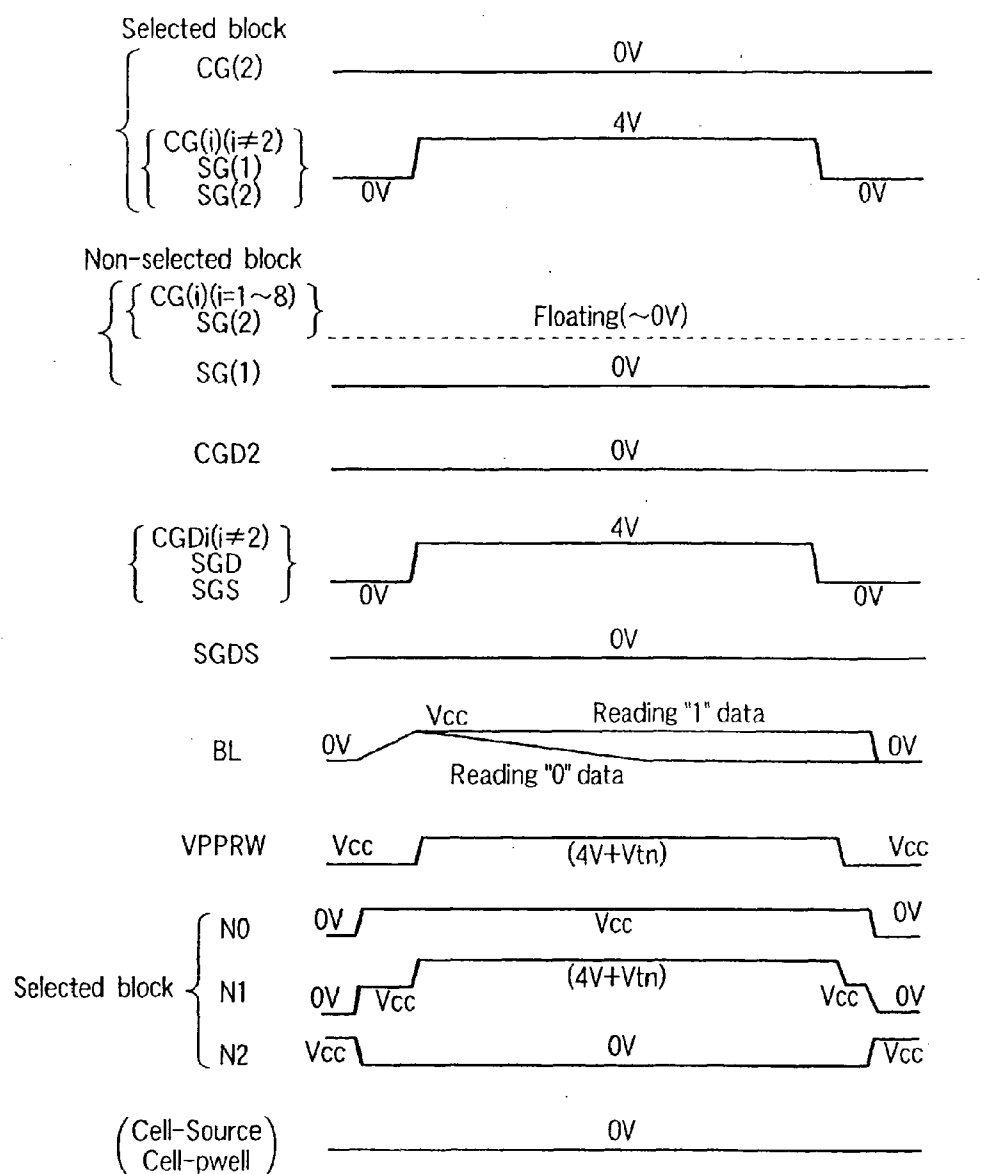 Selected block
CG(2) 0V
CG(i)(i≠2) 4V
SG(1)
SG(2) 0V 0V
Non-selected block
CG(i)(i=1~8)
SG(2) Floating(~0V)
SG(1) 0V
CGD2 0V
CGDi(i≠2) 4V
SGD
SGS 0V 0V
SGDS 0V
Vcc Reading "1" data
BL 0V 0V
Reading "0" data
VPPRW Vcc (4V+Vtn) Vcc
N0 0V Vcc 0V
Selected block N1 0V Vcc (4V+Vtn) Vcc 0V
N2 Vcc 0V Vcc
(Cell-Source 0V
Cell-pwell)